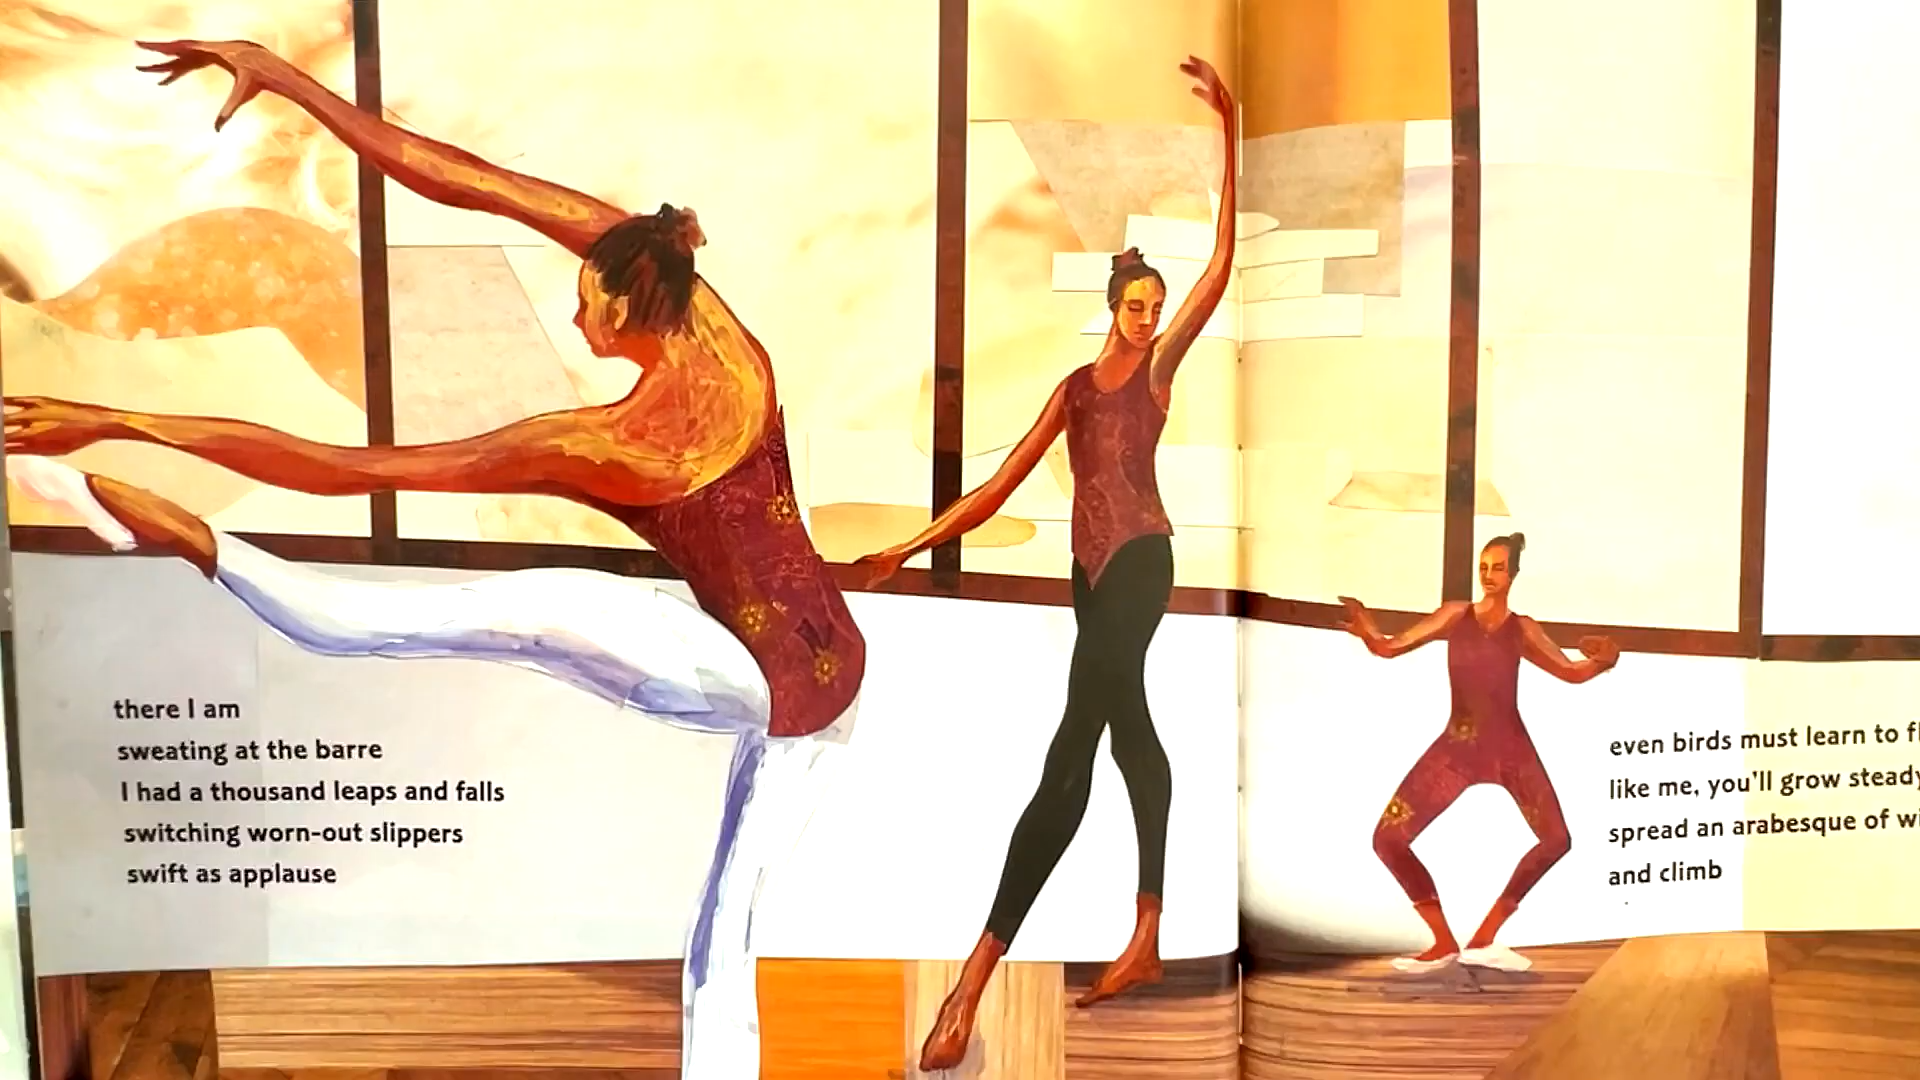 there I am
sweating at the barre
I had a thousand leaps and falls
switching worn-out slippers
swift as applause
even birds must learn to
like me, you'll grow steady
spread an arabesque of
and climb